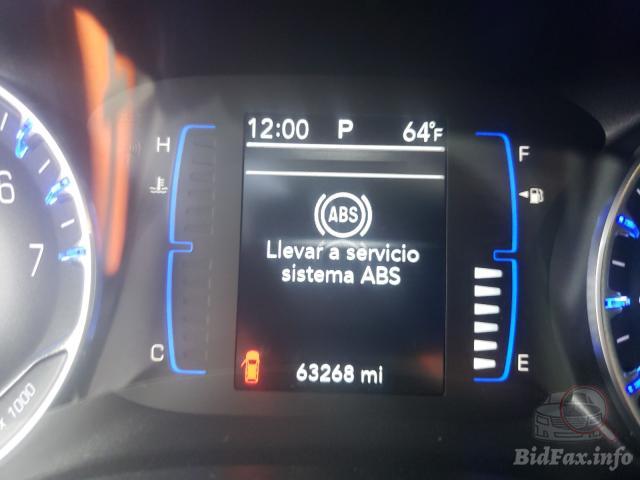 12:00 P 64°F
H
F
6
ABS
Llevar a servicio
sistema ABS
7
C
E
63268 mi
x 1000
BidFax.info